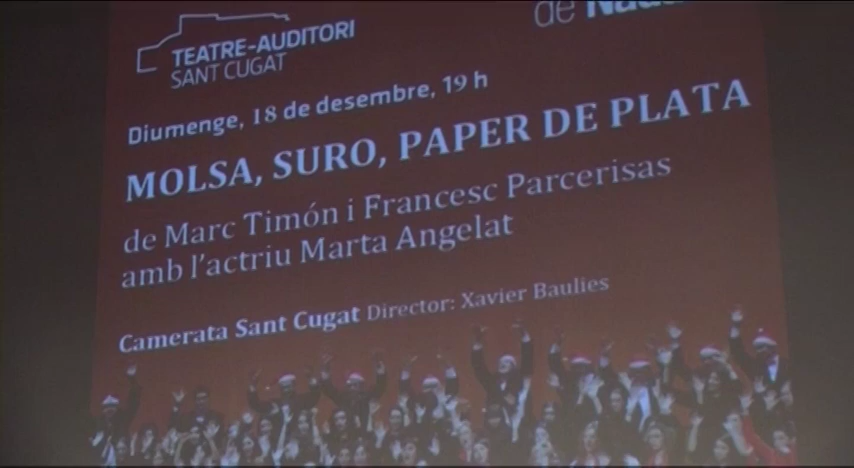 TEATRE-AUDITORI
SANT CUGAT
de
Diumenge, 18 de desembre, 19 h
MOLSA, SURO, PAPER DE PLATA
de Marc Timón i Francesc Parcerisas
amb l'actriu Marta Angelat
Camerata Sant Cugat Director: Xavier Baulies